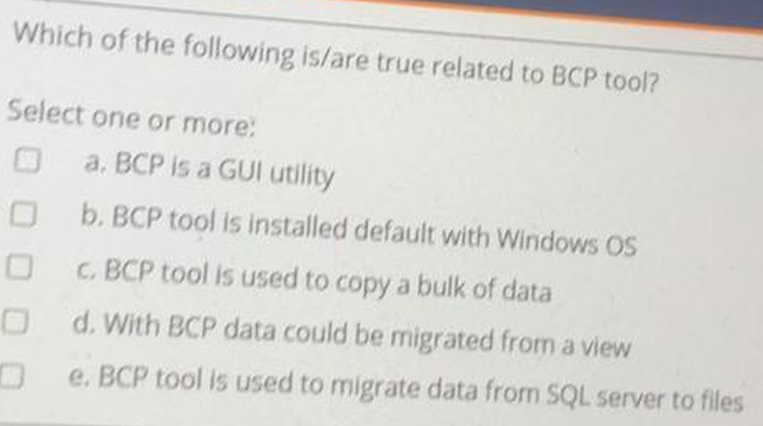 Which of the following is/are true related to BCP tool?
Select one or more:
a. BCP is a GUI utility
b. BCP tool is installed default with Windows OS
c. BCP tool is used to copy a bulk of data
d. With BCP data could be migrated from a view
e. BCP tool is used to migrate data from SQL server to files